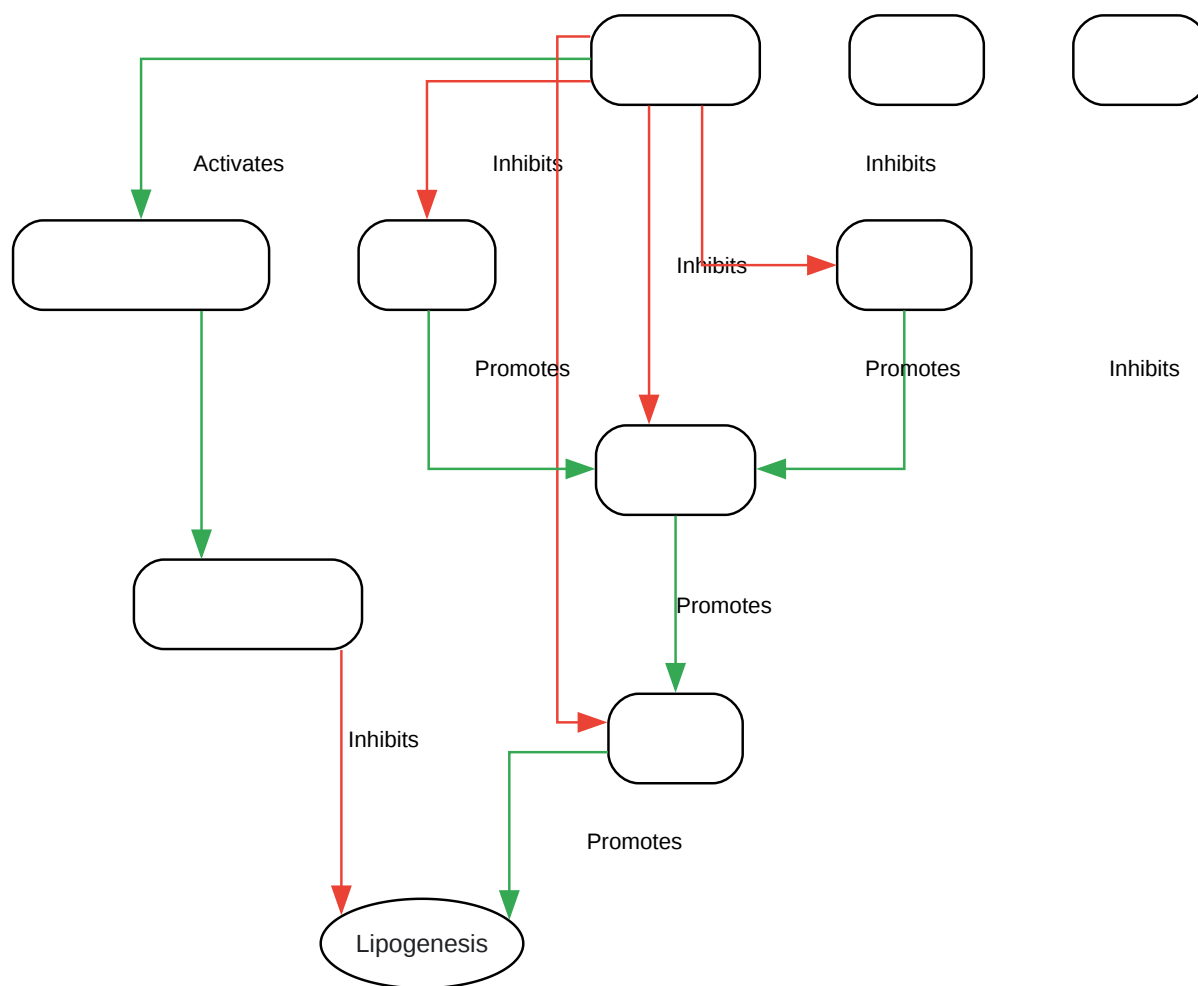 Activates
Inhibits
Inhibits
Inhibits
Promotes
Promotes
Inhibits
Promotes
Inhibits
Promotes
Lipogenesis